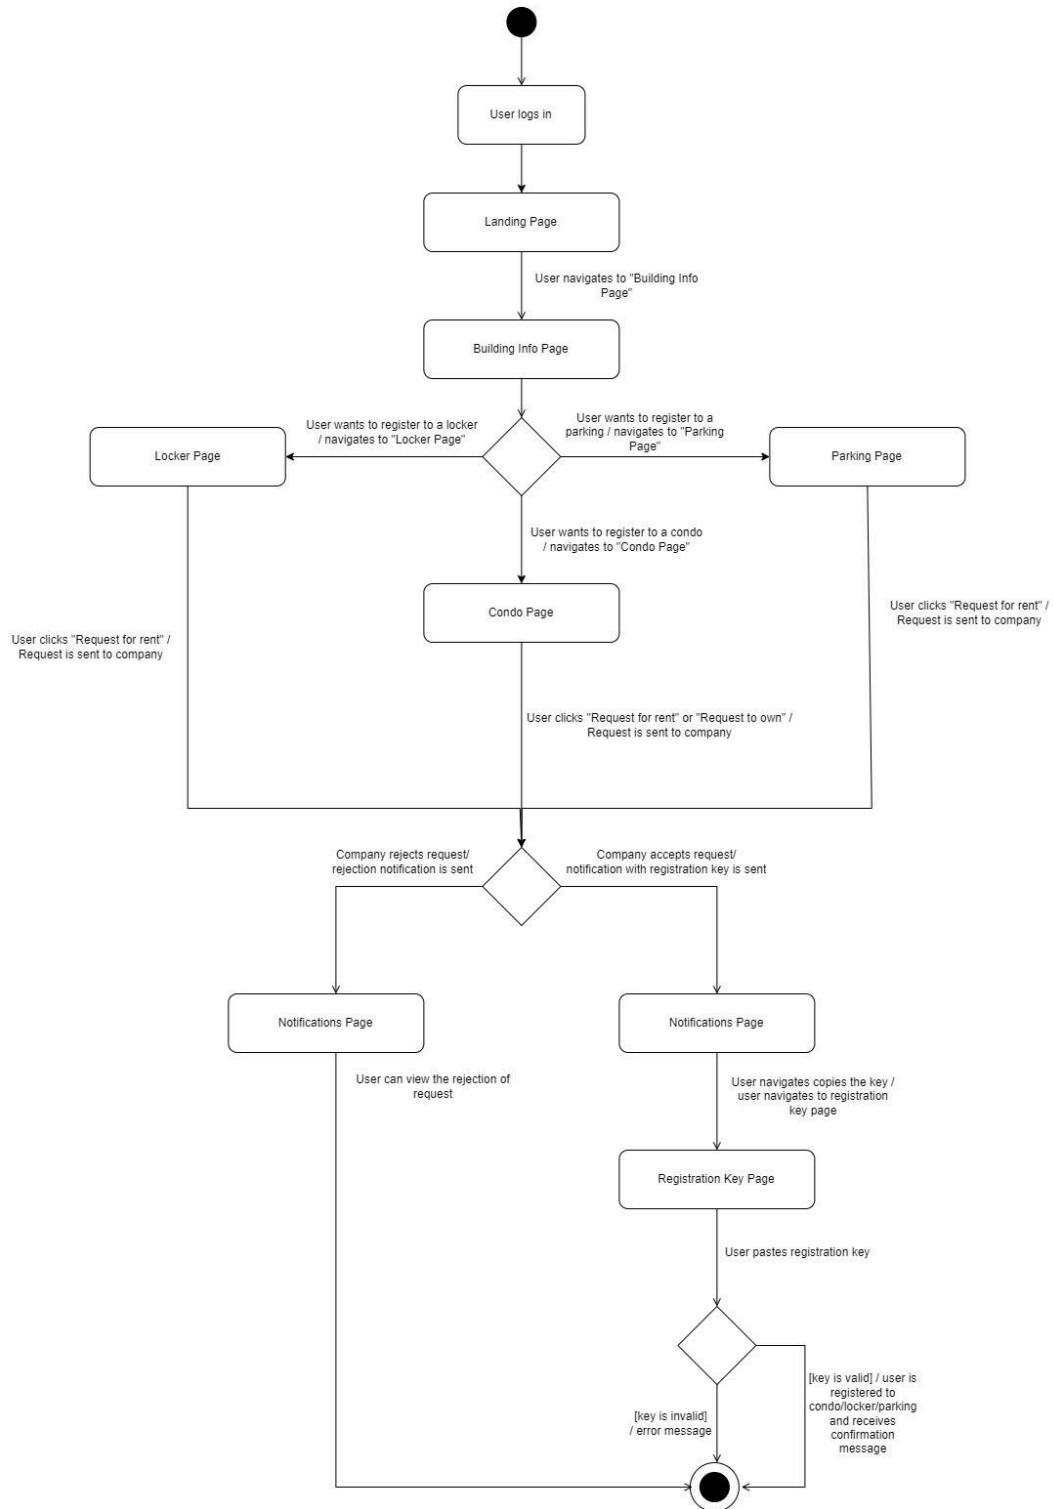 User logs in
Landing Page
User navigates to "Building Info
Page"
Building Info Page
User wants to register to a locker
/ navigates to "Locker Page"
User wants to register to a
parking / navigates to "Parking
Page"
Locker Page
Parking Page
User wants to register to a condo
/ navigates to "Condo Page"
Condo Page
User clicks "Request for rent" /
Request is sent to company
User clicks "Request for rent" /
Request is sent to company
User clicks "Request for rent" or "Request to own" /
Request is sent to company
Company rejects request/
rejection notification is sent
Company accepts request/
notification with registration key is sent
Notifications Page
Notifications Page
User can view the rejection of
request
User navigates copies the key /
user navigates to registration
key page
Registration Key Page
User pastes registration key
[key is invalid]
/ error message
[key is valid] / user is
registered to
condo/locker/parking
and receives
confirmation
message